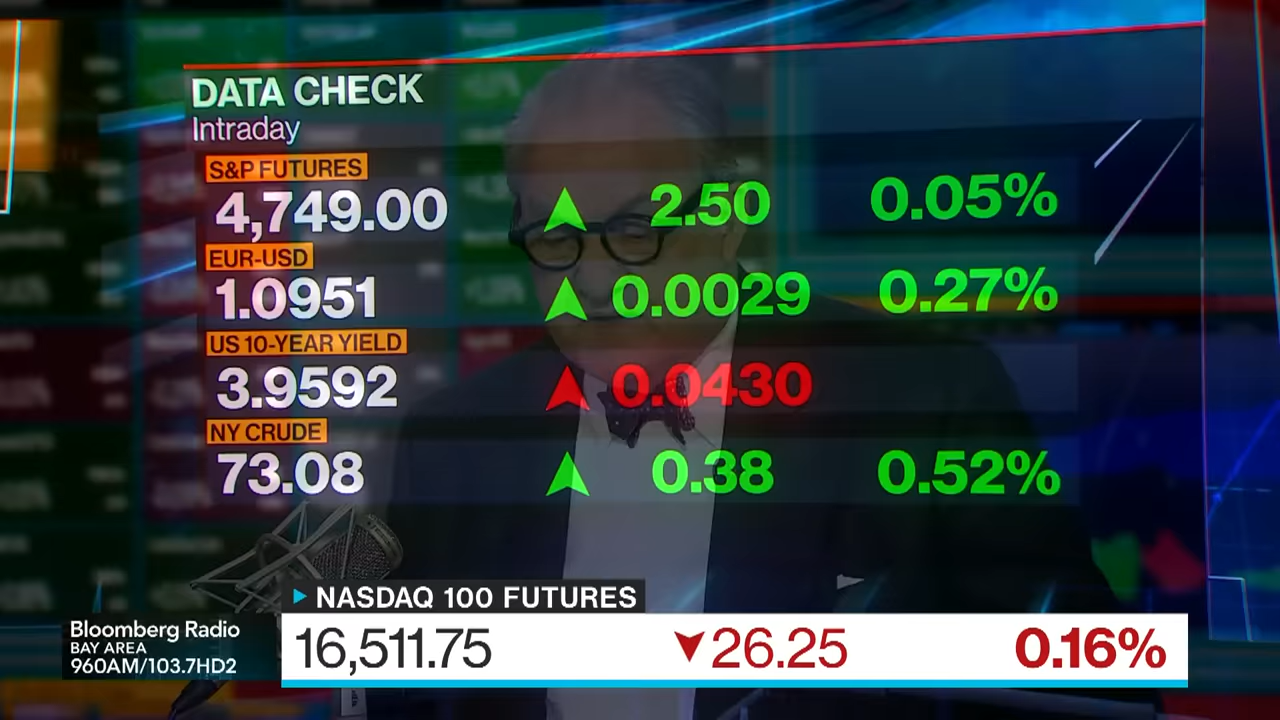 DATA CHECK
Intraday
S&P FUTURES
4,749.00 ▲ 2.50 0.05%
EUR-USD
1.0951 ▲ 0.0029 0.27%
US 10-YEAR YIELD
3.9592 ▲ 0.0430
NY CRUDE
73.08 ▲ 0.38 0.52%
NASDAQ 100 FUTURES
16,511.75 ▼26.25 0.16%
Bloomberg Radio
BAY AREA
960AM/103.7HD2